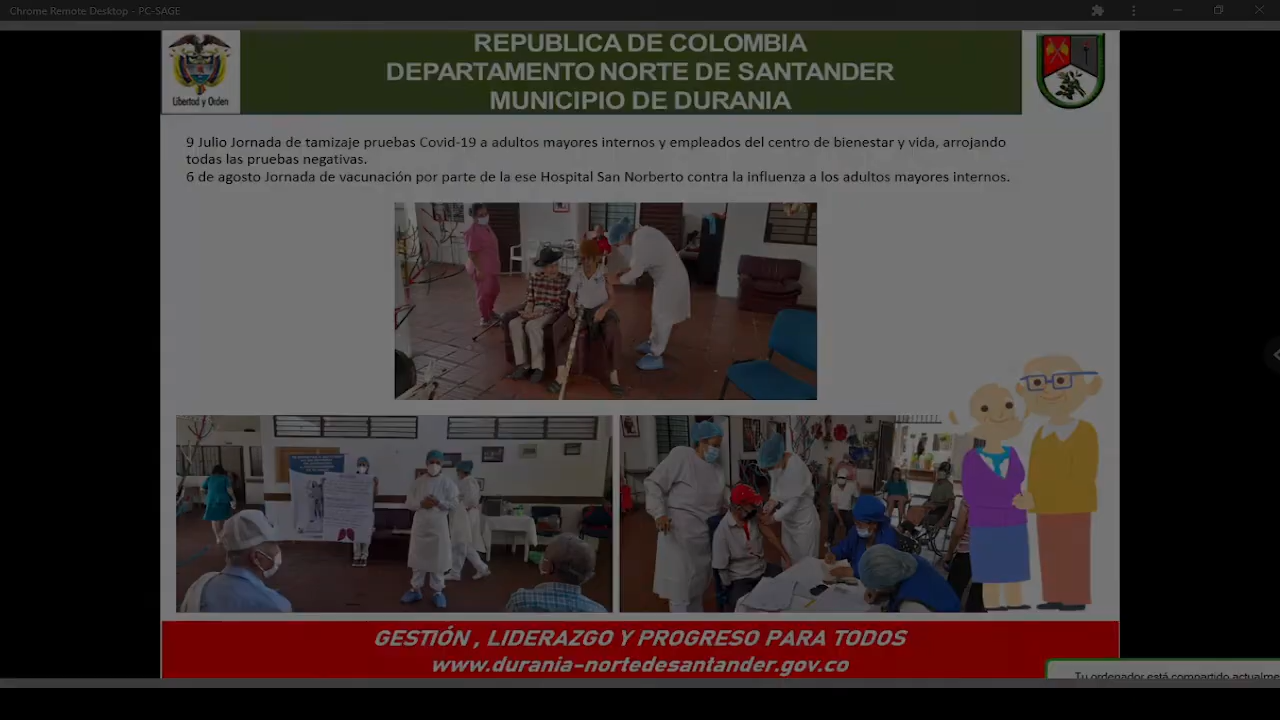 Chrome Remote Desktop - PC-SAGE
REPUBLICA DE COLOMBIA
DEPARTAMENTO NORTE DE SANTANDER
MUNICIPIO DE DURANIA
Libertad y Orden
9 Julio Jornada de tamizaje pruebas Covid-19 a adultos mayores internos y empleados del centro de bienestar y vida, arrojando
todas las pruebas negativas.
6 de agosto Jornada de vacunación por parte de la ese Hospital San Norberto contra la influenza a los adultos mayores internos.
GESTIÓN , LIDERAZGO Y PROGRESO PARA TODOS
www.durania-nortedesantander.gov.co
Tu ordenador está compartido actualme